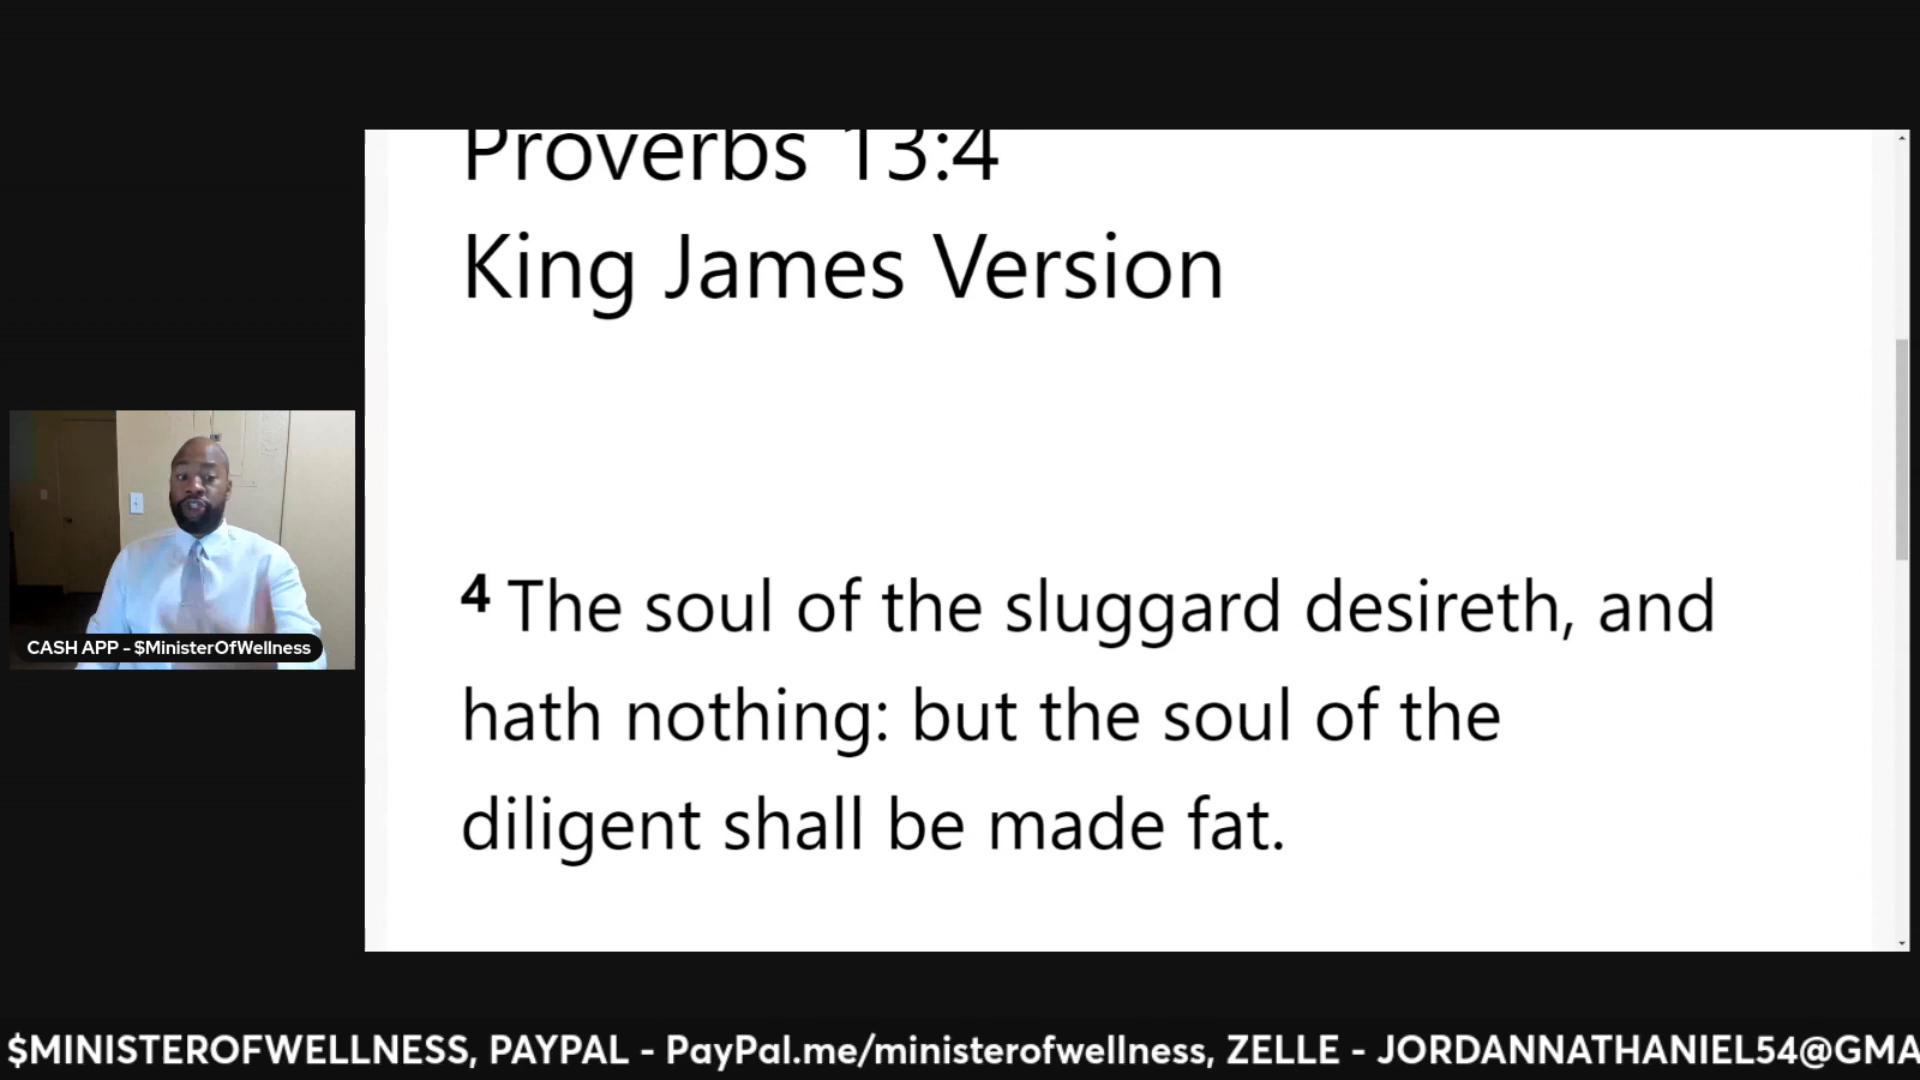 Proverbs 13:4
King James Version
4 The soul of the sluggard desireth, and
hath nothing: but the soul of the
diligent shall be made fat.
CASH APP - $MinisterOfWellness
$MINISTEROFWELLNESS, PAYPAL - PayPal.me/ministerofwellness, ZELLE - JORDANNATHANIEL54@GMA